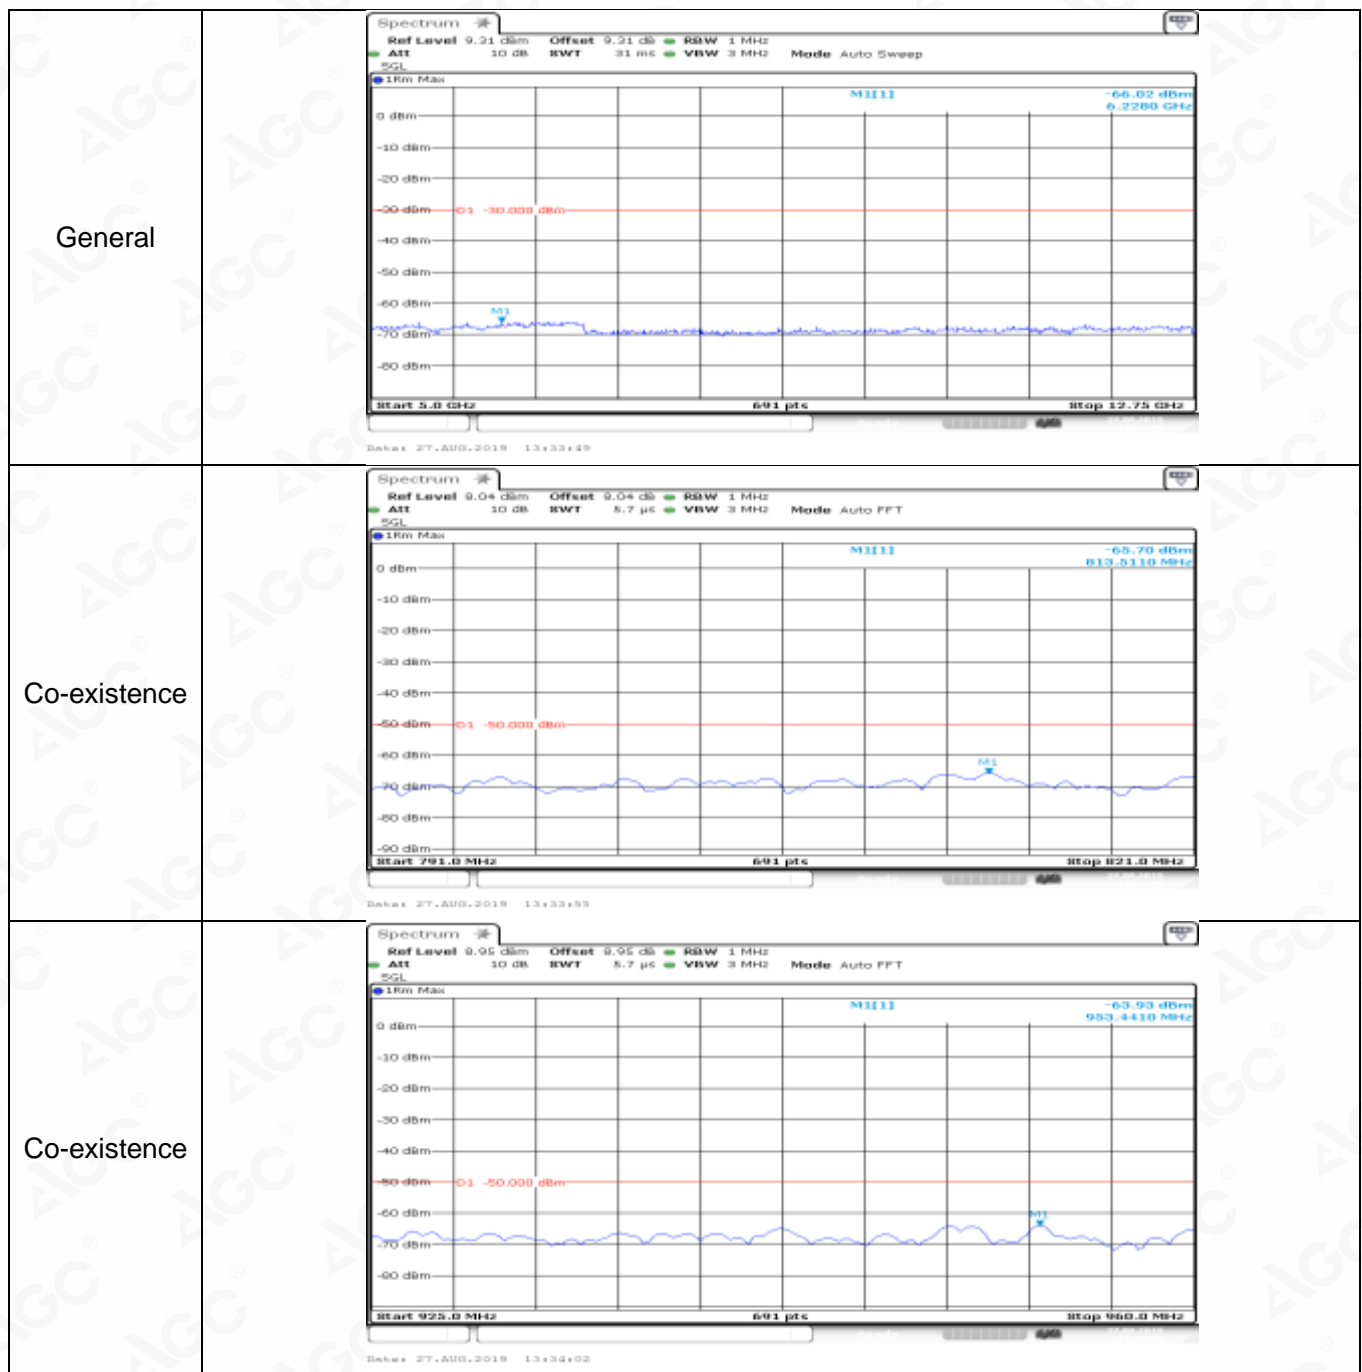 General
Spectrum
Ref Level 9.31 dBm Offset 9.31 dB RBW 1 MHz
Att 10 dB SWT 31 ms VBW 3 MHz Mode Auto Sweep
SGL
1Rm Max
M1[1] -66.02 dBm
6.2280 GHz
0 dBm
-10 dBm
-20 dBm
-30 dBm D1 -30.000 dBm
-40 dBm
-50 dBm
-60 dBm
M1
-70 dBm
-80 dBm
Start 5.0 GHz 691 pts Stop 12.75 GHz
Date: 27.AUG.2019 13:33:49
Co-existence
Spectrum
Ref Level 8.04 dBm Offset 8.04 dB RBW 1 MHz
Att 10 dB SWT 5.7 µs VBW 3 MHz Mode Auto FFT
SGL
1Rm Max
M1[1] -65.70 dBm
813.5110 MHz
0 dBm
-10 dBm
-20 dBm
-30 dBm
-40 dBm
-50 dBm D1 -50.000 dBm
-60 dBm
M1
-70 dBm
-80 dBm
-90 dBm
Start 791.0 MHz 691 pts Stop 821.0 MHz
Date: 27.AUG.2019 13:33:55
Co-existence
Spectrum
Ref Level 8.95 dBm Offset 8.95 dB RBW 1 MHz
Att 10 dB SWT 5.7 µs VBW 3 MHz Mode Auto FFT
SGL
1Rm Max
M1[1] -63.93 dBm
953.4410 MHz
0 dBm
-10 dBm
-20 dBm
-30 dBm
-40 dBm
-50 dBm D1 -50.000 dBm
-60 dBm
M1
-70 dBm
-80 dBm
Start 925.0 MHz 691 pts Stop 960.0 MHz
Date: 27.AUG.2019 13:34:02